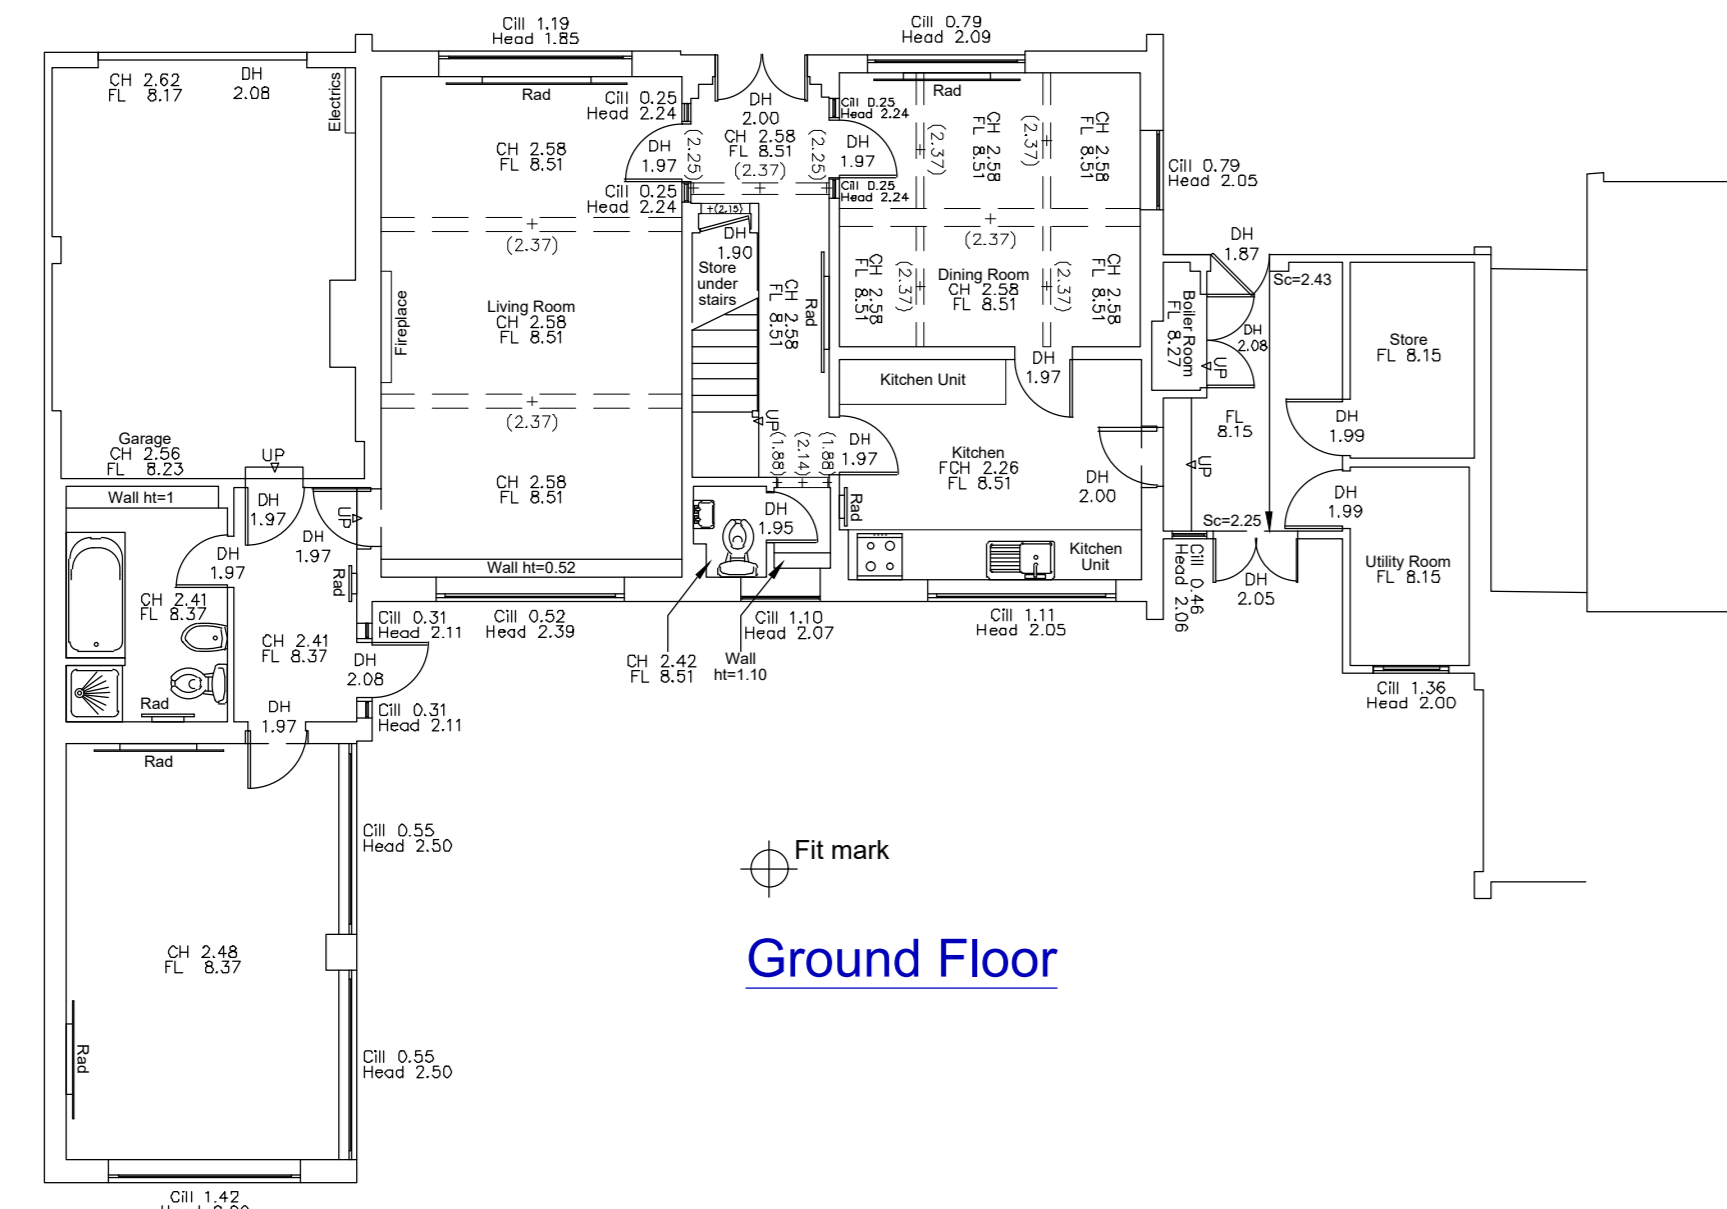 Cill 1.19
Head 1.85
Cill 0.79
Head 2.09
CH 2.62
FL 8.17
DH
2.08
Electrics
Rad
Cill 0.25
Head 2.24
DH
2.00
Cill 0.25
Head 2.24
Rad
CH 2.58
FL 8.51
DH
1.97
(2.25)
CH 2.58
FL 8.51
(2.37)
(2.25)
DH
1.97
(2.37)
CH 2.58
FL 8.51
(2.37)
CH 2.58
FL 8.51
Cill 0.79
Head 2.05
Cill 0.25
Head 2.24
Cill 0.25
Head 2.24
(2.15)
(2.37)
DH
1.90
Store
under
stairs
CH 2.58
FL 8.51
Rad
(2.37)
CH 2.58
FL 8.51
(2.37)
Dining Room
CH 2.58
FL 8.51
(2.37)
CH 2.58
FL 8.51
DH
1.87
Sc=2.43
Boiler Room
FL 8.27
DH
2.08
UP
Store
FL 8.15
Fireplace
Living Room
CH 2.58
FL 8.51
DH
1.97
Kitchen Unit
(2.37)
UP
Garage
CH 2.56
FL 8.23
UP
(1.88)
(2.14)
(1.88)
DH
1.97
Kitchen
FCH 2.26
FL 8.51
DH
2.00
FL
8.15
UP
DH
1.99
Wall ht=1
DH
1.97
UP
DH
1.97
CH 2.58
FL 8.51
DH
1.95
Rad
DH
1.99
Sc=2.25
DH
1.97
Rad
Wall ht=0.52
Kitchen
Unit
Cill 0.46
Head 2.06
DH
2.05
Utility Room
FL 8.15
CH 2.41
FL 8.37
CH 2.41
FL 8.37
Cill 0.31
Head 2.11
Cill 0.52
Head 2.39
Cill 1.10
Head 2.07
Cill 1.11
Head 2.05
DH
2.08
CH 2.42
FL 8.51
Wall
ht=1.10
Cill 1.36
Head 2.00
Rad
DH
1.97
Cill 0.31
Head 2.11
Rad
Cill 0.55
Head 2.50
Fit mark
CH 2.48
FL 8.37
Ground Floor
Rad
Cill 0.55
Head 2.50
Cill 1.42